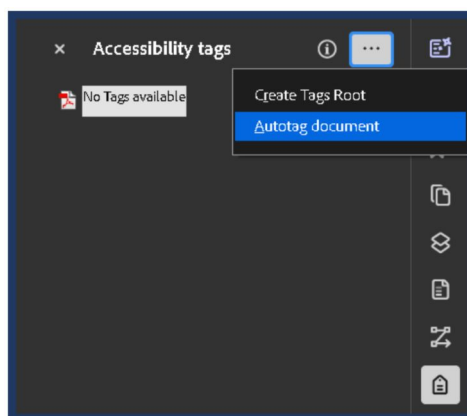 Accessibility tags
No Tags available
Create Tags Root
Autotag document